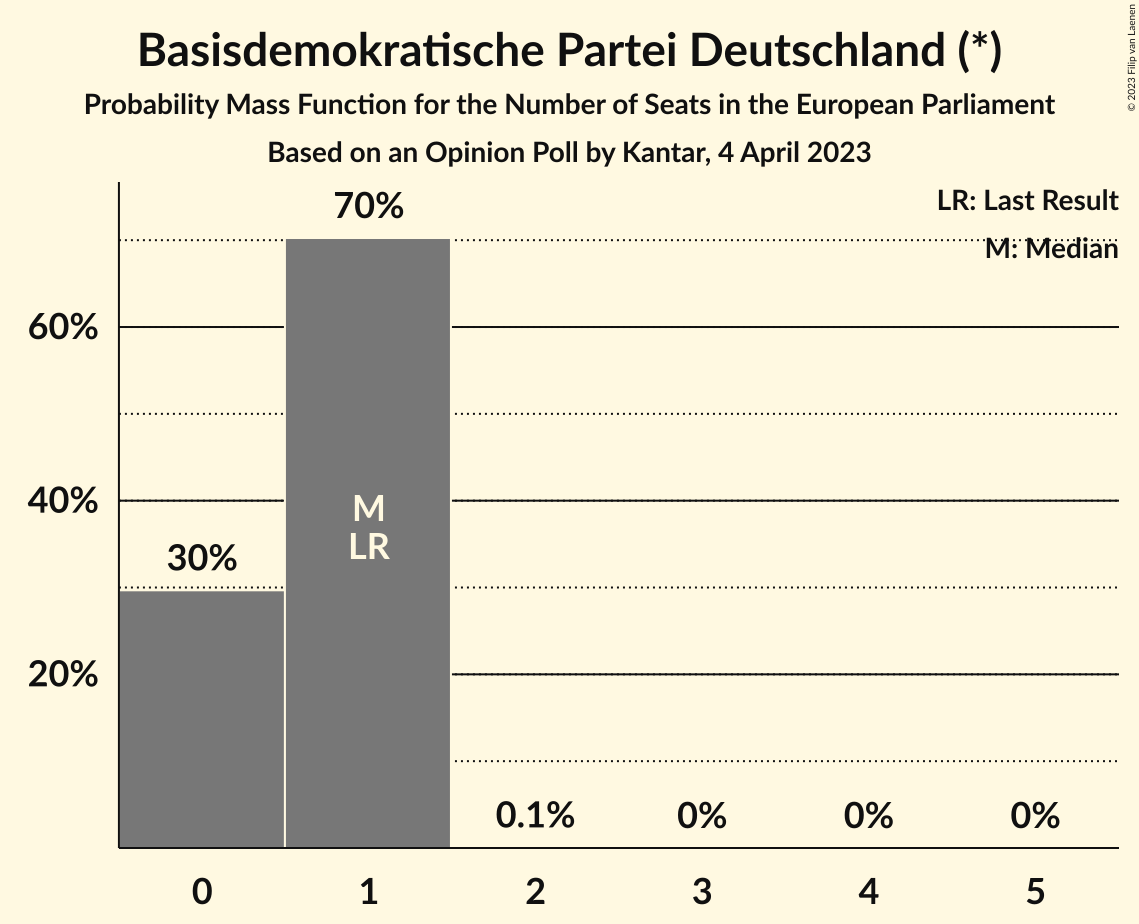 Basisdemokratische Partei Deutschland (*)
Probability Mass Function for the Number of Seats in the European Parliament
Based on an Opinion Poll by Kantar, 4 April 2023
© 2023 Filip van Laenen
LR: Last Result
M: Median
70%
60%
40%
20%
30%
M
LR
0.1%
0%
0%
0%
0
1
2
3
4
5